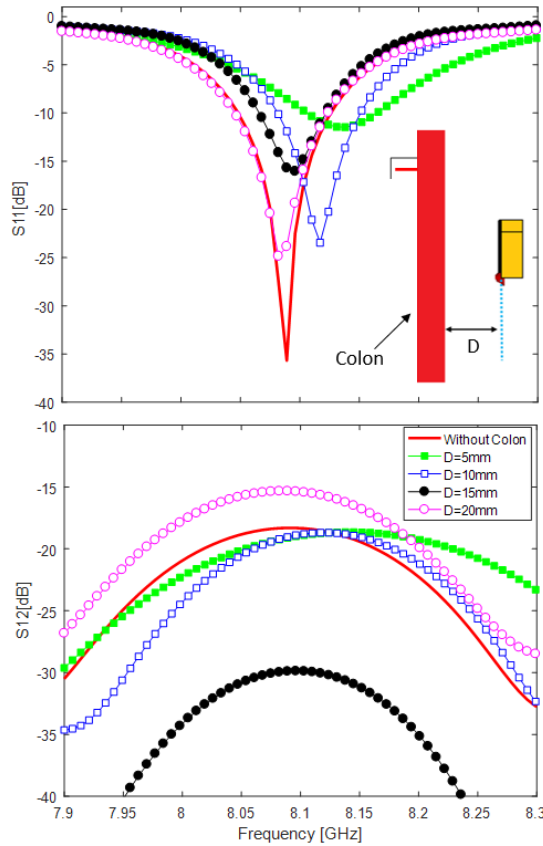 0
-5
-10
-15
-20
-25
-30
-35
-40
S11[dB]
Colon
D
-10
-15
-20
-25
-30
-35
-40
S12[dB]
Without Colon
D=5mm
D=10mm
D=15mm
D=20mm
7.9 7.95 8 8.05 8.1 8.15 8.2 8.25 8.3
Frequency [GHz]